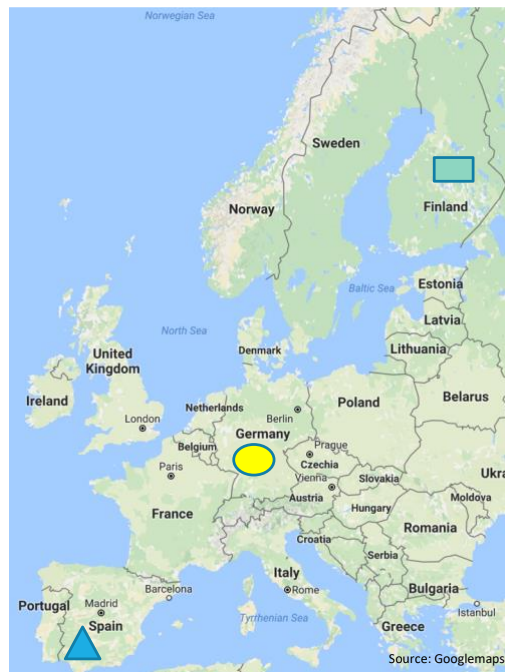 Norwegian Sea
Sweden
Norway
Finland
Estonia
Baltic Sea
Latvia
North Sea
Denmark
Lithuania
United
Kingdom
Ireland
Belarus
Netherlands
Poland
London
Berlin
Germany
Belgium
Prague
Czechia
Ukra
Paris
Vienna
Slovakia
Austria
Moldova
Hungary
France
Romania
Croatia
Serbia
Italy
Bulgaria
Barcelona
Rome
Portugal
Madrid
Istanbul
Tyrrhenian Sea
Spain
Greece
Source: Googlemaps